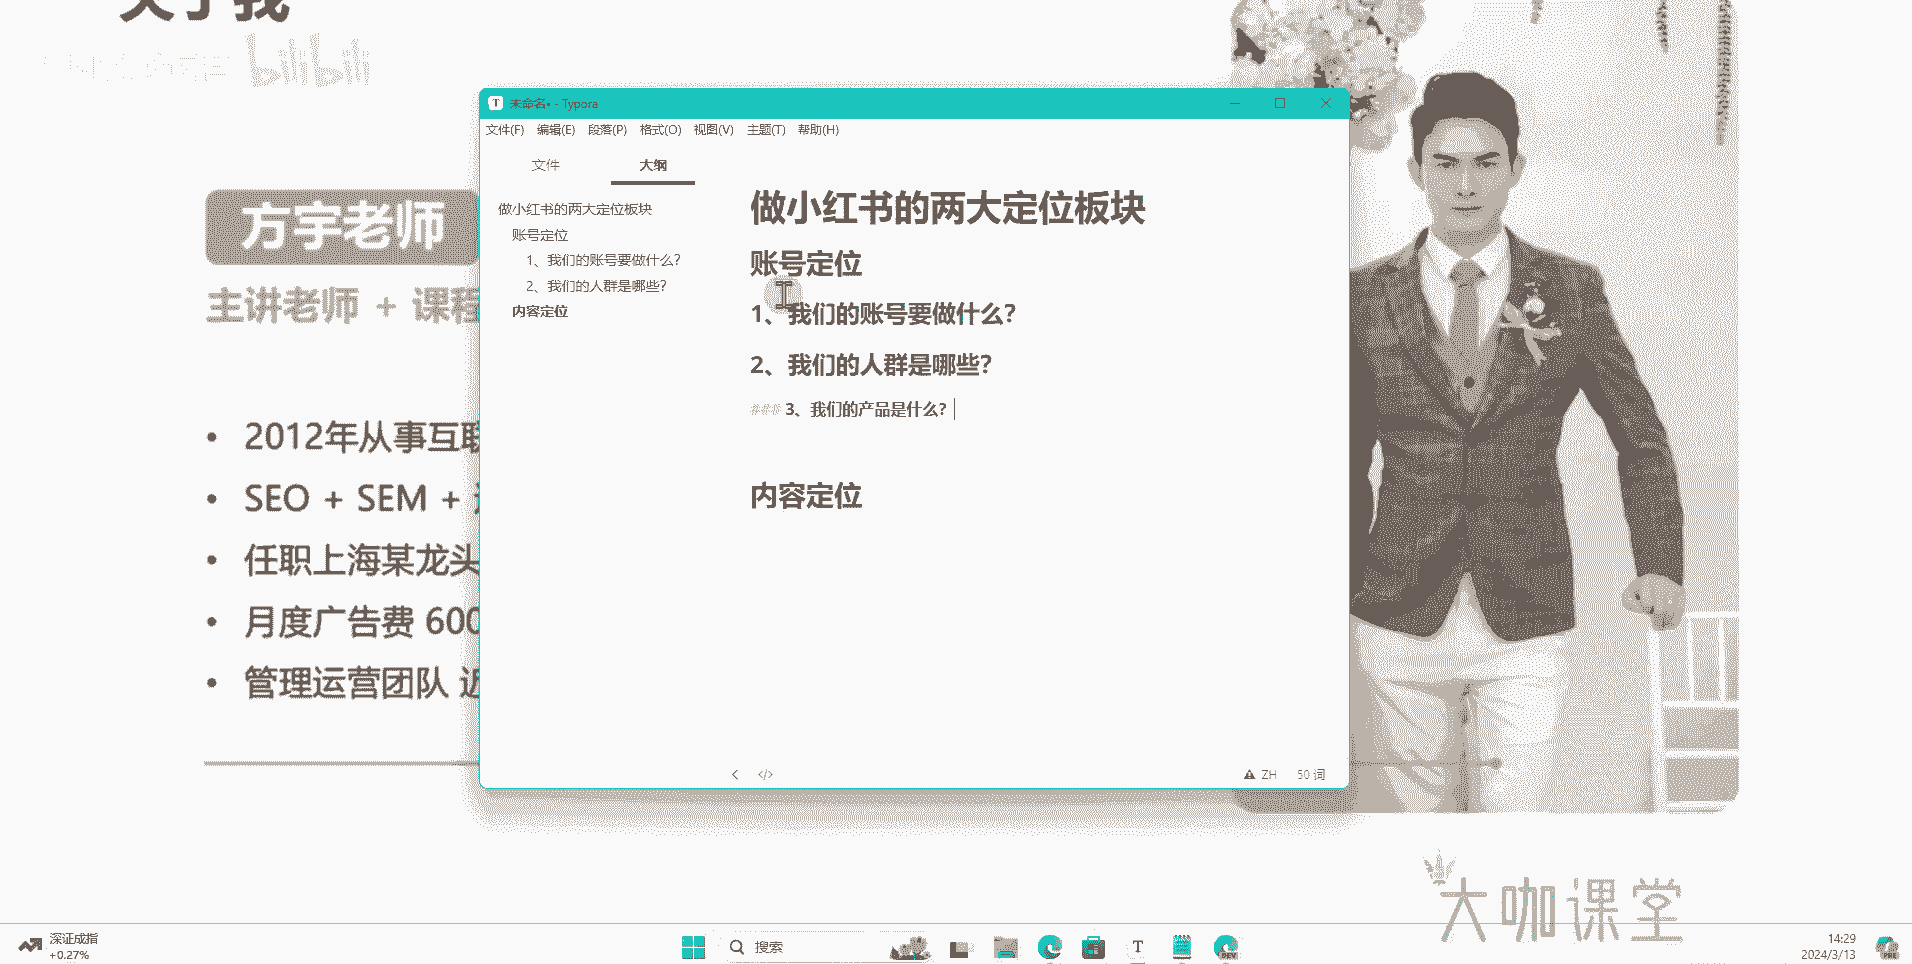 关于我
bilibili
方宇老师
主讲老师 + 课程
2012年从事互联
SEO + SEM +
任职上海某龙头
月度广告费 600
管理运营团队 近
未命名• - Typora
文件(F) 编辑(E) 段落(P) 格式(O) 视图(V) 主题(T) 帮助(H)
文件 大纲
做小红书的两大定位板块
账号定位
1、我们的账号要做什么？
2、我们的人群是哪些？
内容定位
做小红书的两大定位板块
账号定位
1、我们的账号要做什么？
2、我们的人群是哪些？
### 3、我们的产品是什么？
内容定位
ZH 50 词
大咖课堂
深证成指
+0.27%
搜索
T
DEV
14:29
2024/3/13
PRE